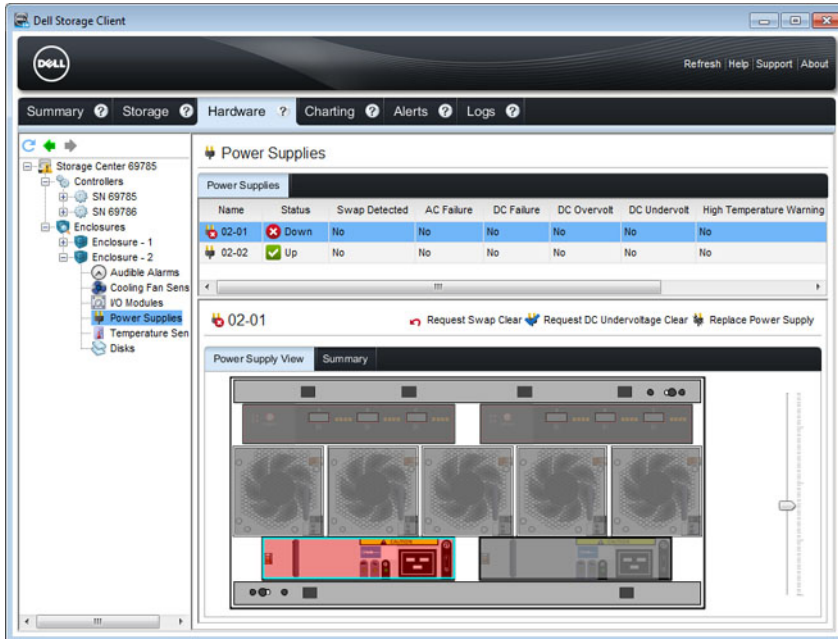 Dell Storage Client
DELL
Refresh Help Support About
Summary ? Storage ? Hardware ? Charting ? Alerts ? Logs ?
Storage Center 69785
Controllers
SN 69785
SN 69786
Enclosures
Enclosure - 1
Enclosure - 2
Audible Alarms
Cooling Fan Sens
I/O Modules
Power Supplies
Temperature Sen
Disks
Power Supplies
Power Supplies
Name Status Swap Detected AC Failure DC Failure DC Overvolt DC Undervolt High Temperature Warning
02-01 Down No No No No No No
02-02 Up No No No No No No
02-01 Request Swap Clear Request DC Undervoltage Clear Replace Power Supply
Power Supply View Summary
CAUTION